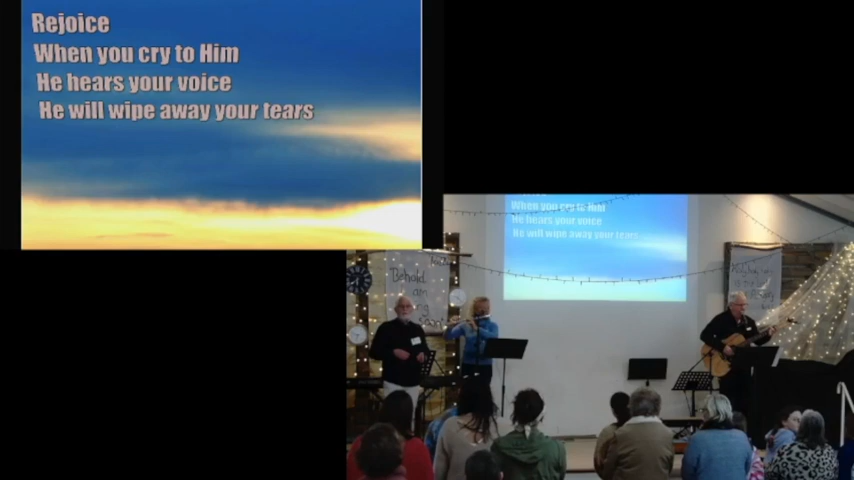 Rejoice
When you cry to Him
He hears your voice
He will wipe away your tears
When you cry to Him
He hears your voice
He will wipe away your tears
Behold
am